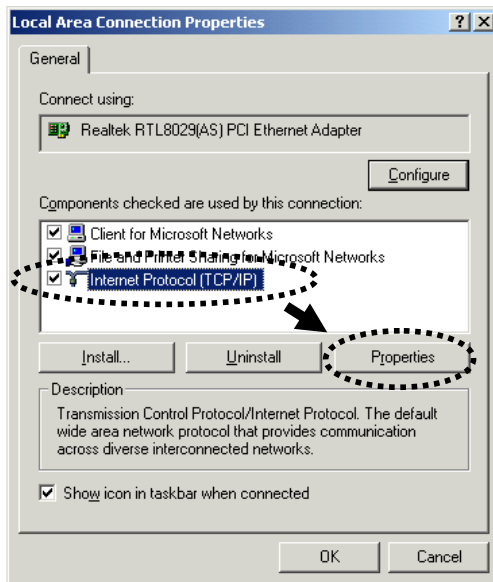 Local Area Connection Properties
General
Connect using:
Realtek RTL8029(AS) PCI Ethernet Adapter
Configure
Components checked are used by this connection:
Client for Microsoft Networks
File and Printer Sharing for Microsoft Networks
Internet Protocol (TCP/IP)
Install...
Uninstall
Properties
Description
Transmission Control Protocol/Internet Protocol. The default
wide area network protocol that provides communication
across diverse interconnected networks.
Show icon in taskbar when connected
OK
Cancel